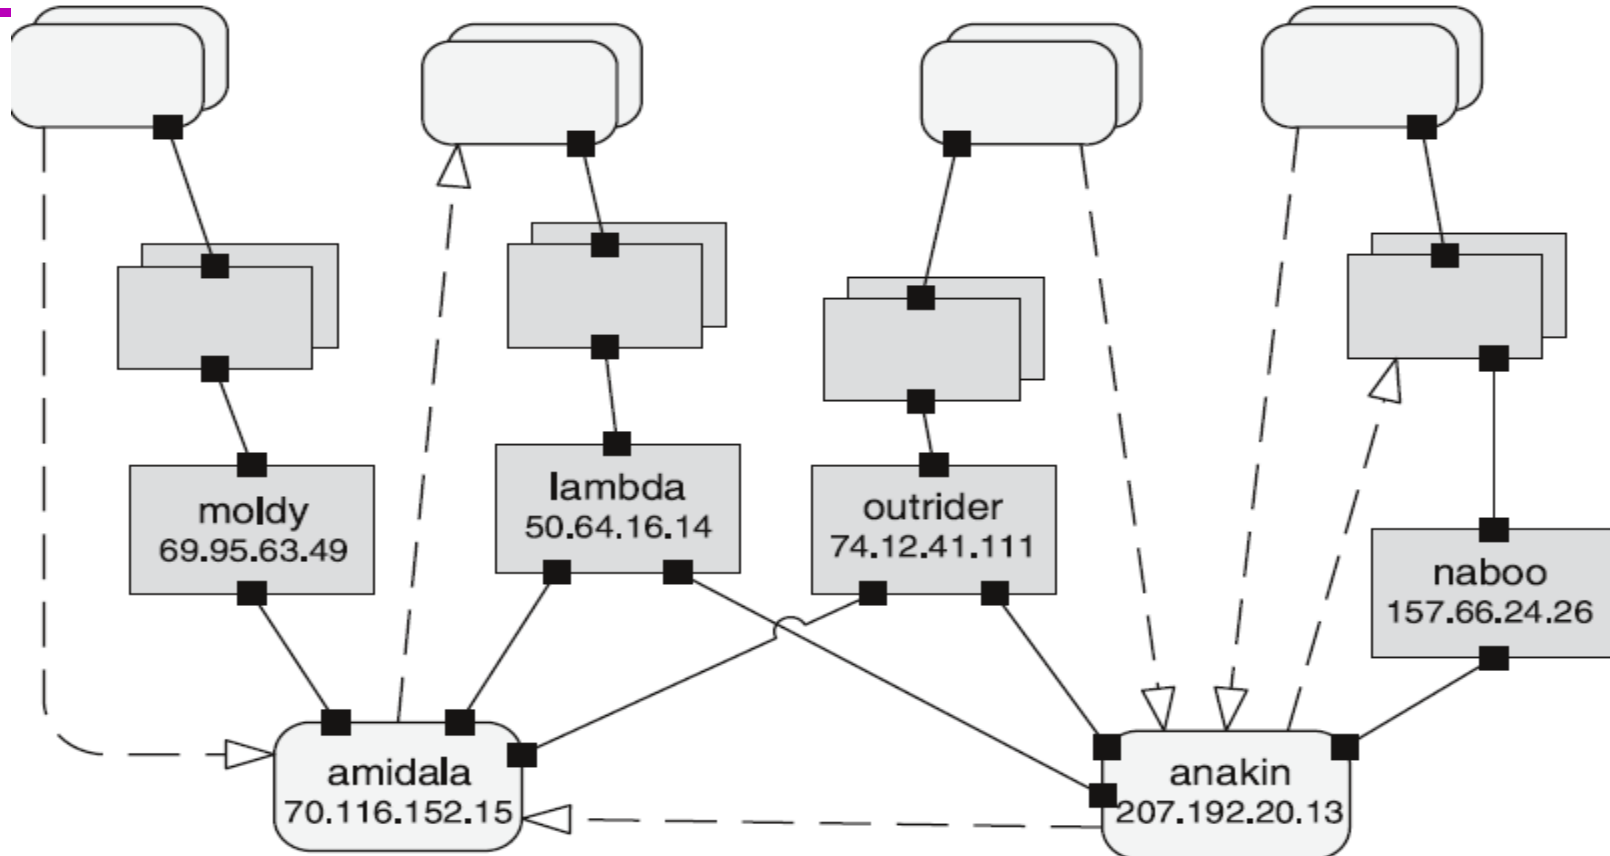 moldy
69.95.63.49
lambda
50.64.16.14
outrider
74.12.41.111
naboo
157.66.24.26
amidala
70.116.152.15
anakin
207.192.20.13